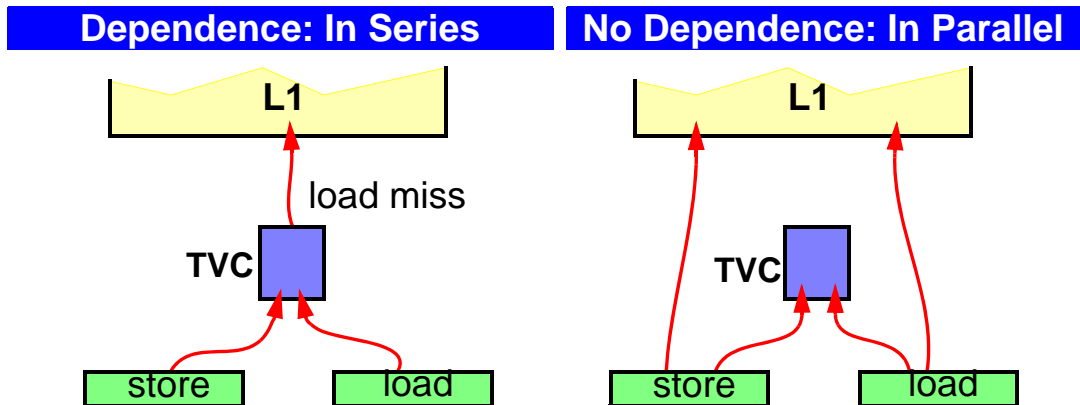 Dependence: In Series
L1
load miss
TVC
store
load
No Dependence: In Parallel
L1
TVC
store
load